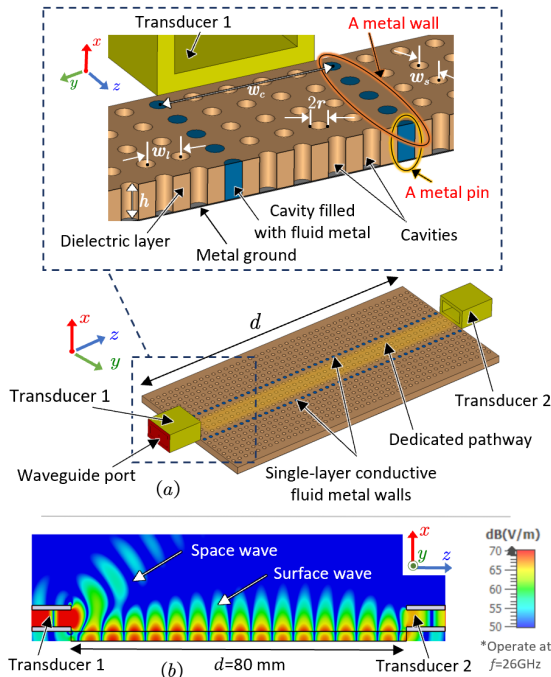 Transducer 1
A metal wall
x
y
z
w_c
w_s
2r
w_l
h
A metal pin
Dielectric layer
Cavity filled
with fluid metal
Cavities
Metal ground
d
x
z
y
Transducer 1
Transducer 2
Dedicated pathway
Waveguide port
Single-layer conductive
fluid metal walls
(a)
x
y
z
dB(V/m)
70
65
60
55
50
Space wave
Surface wave
Transducer 1
(b)
d=80 mm
Transducer 2
*Operate at
f=26GHz